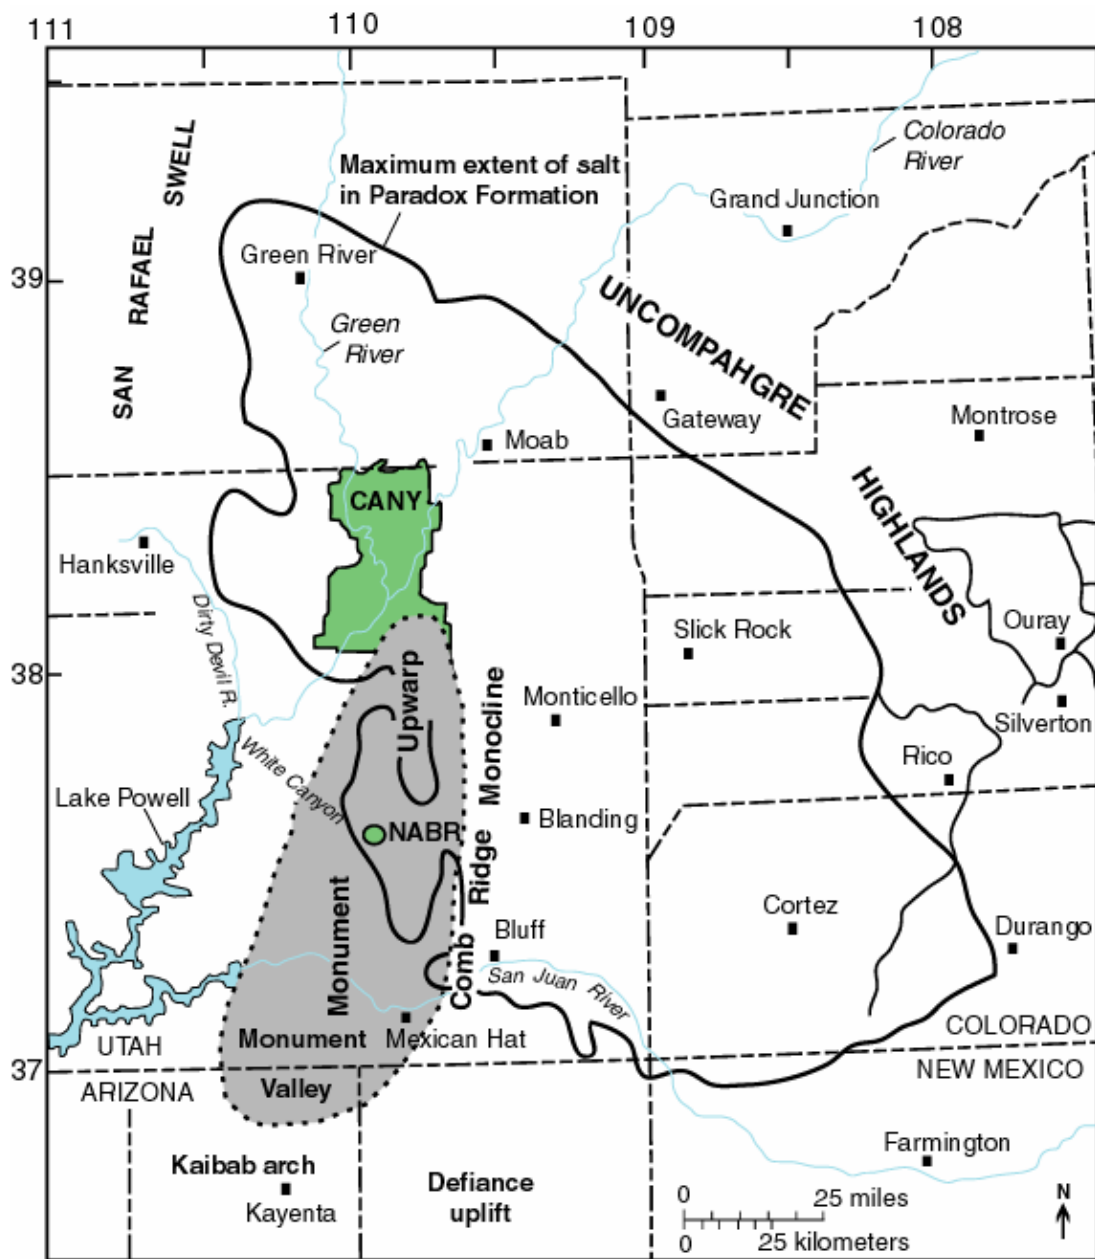 111
110
109
108
39
38
37
SAN RAFAEL SWELL
Maximum extent of salt
in Paradox Formation
Colorado
River
Grand Junction
Green River
Green
River
UNCOMPAHGRE
HIGHLANDS
Gateway
Montrose
Moab
CANY
Hanksville
Dirty Devil R.
Slick Rock
Ouray
Silverton
Monticello
Rico
Upwarp
Monument
Comb Ridge Monocline
White Canyon
Lake Powell
NABR
Blanding
Cortez
Durango
Bluff
San Juan River
Mexican Hat
Monument
Valley
UTAH
ARIZONA
COLORADO
NEW MEXICO
Farmington
Kaibab arch
Kayenta
Defiance
uplift
0 25 miles
0 25 kilometers
N